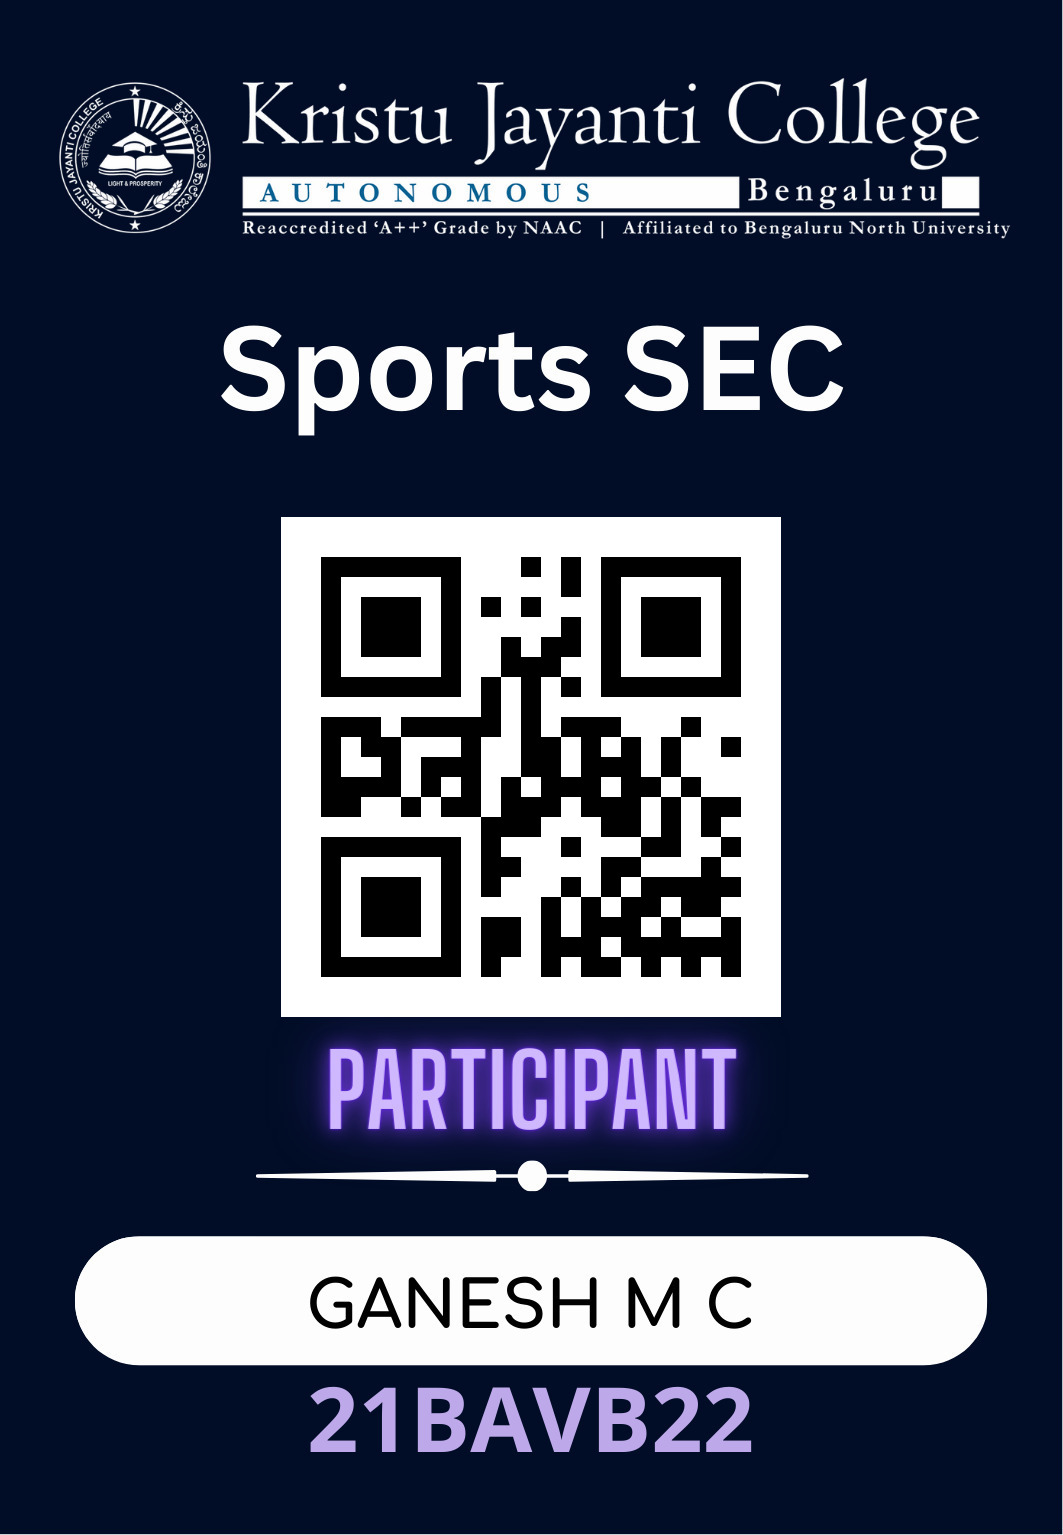 KRISTU JAYANTI COLLEGE
ಕ್ರಿಸ್ತು ಜಯಂತಿ ಕಾಲೇಜು
LIGHT & PROSPERITY
Kristu Jayanti College
AUTONOMOUS Bengaluru
Reaccredited ‘A++’ Grade by NAAC | Affiliated to Bengaluru North University
Sports SEC
PARTICIPANT
GANESH M C
21BAVB22